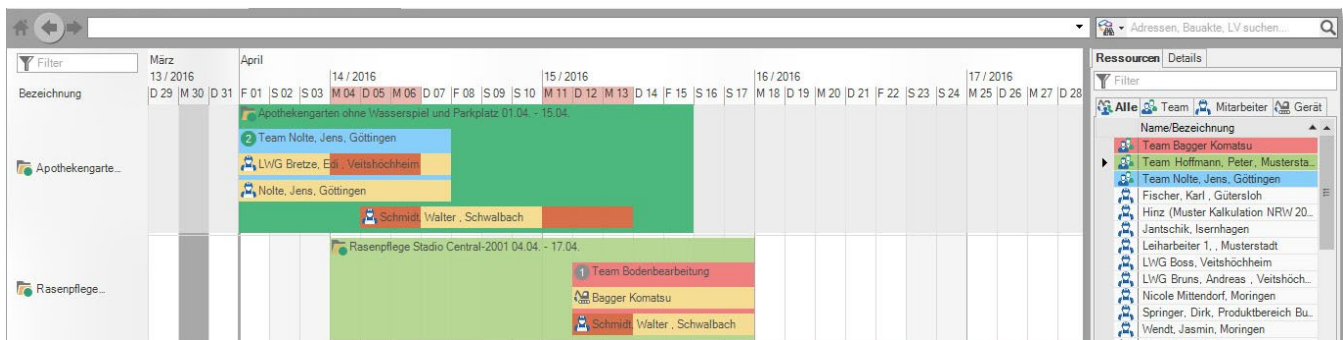 Adressen, Bauakte, LV suchen...
Filter
März
April
13 / 2016
14 / 2016
15 / 2016
16 / 2016
17 / 2016
Bezeichnung
D 29 M 30 D 31 F 01 S 02 S 03 M 04 D 05 M 06 D 07 F 08 S 09 S 10 M 11 D 12 M 13 D 14 F 15 S 16 S 17 M 18 D 19 M 20 D 21 F 22 S 23 S 24 M 25 D 26 M 27 D 28
Apothekengarten ohne Wasserspiel und Parkplatz 01.04. - 15.04.
2 Team Nolte, Jens, Göttingen
Apothekengarte...
LWG Bretze, Edi , Veitshöchheim
Nolte, Jens, Göttingen
Schmidt, Walter , Schwalbach
Rasenpflege Stadio Central-2001 04.04. - 17.04.
1 Team Bodenbearbeitung
Rasenpflege...
Bagger Komatsu
Schmidt, Walter , Schwalbach
Ressourcen Details
Filter
Alle Team Mitarbeiter Gerät
Name/Bezeichnung
Team Bagger Komatsu
Team Hoffmann, Peter, Mustersta...
Team Nolte, Jens, Göttingen
Fischer, Karl , Gütersloh
Hinz (Muster Kalkulation NRW 20...
Jantschik, Isernhagen
Leiharbeiter 1, , Musterstadt
LWG Boss, Veitshöchheim
LWG Bruns, Andreas , Veitshöch...
Nicole Mittendorf, Moringen
Springer, Dirk, Produktbereich Bu...
Wendt, Jasmin, Moringen